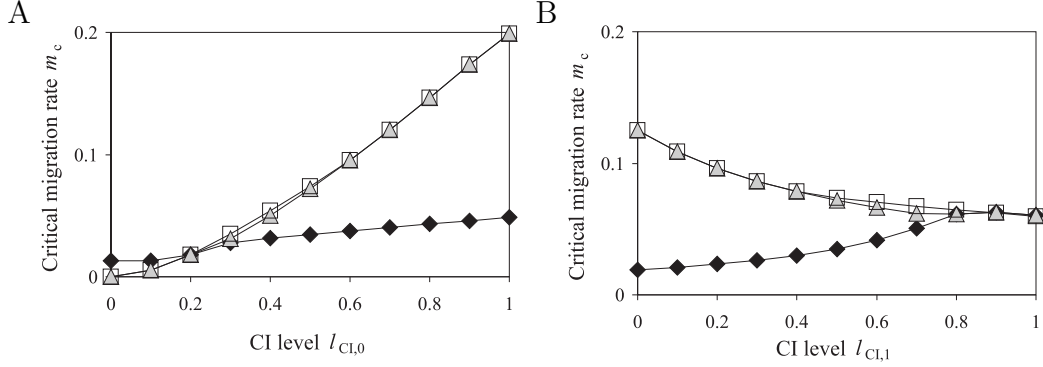 A
Critical migration rate m c
0.2
0.1
0
0 0.2 0.4 0.6 0.8 1
CI level l CI,0
B
Critical migration rate m c
0.2
0.1
0
0 0.2 0.4 0.6 0.8 1
CI level l CI,1